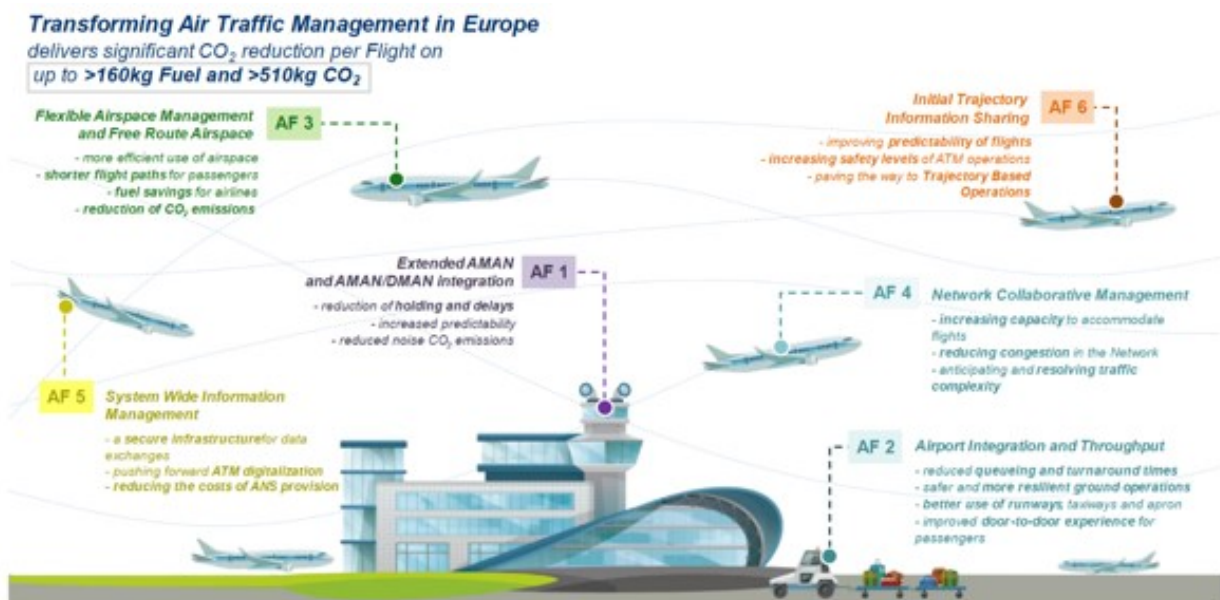 Transforming Air Traffic Management in Europe
delivers significant CO₂ reduction per Flight on
up to >160kg Fuel and >510kg CO₂
Flexible Airspace Management
and Free Route Airspace
AF 3
- more efficient use of airspace
- shorter flight paths for passengers
- fuel savings for airlines
- reduction of CO₂ emissions
Initial Trajectory
Information Sharing
AF 6
- improving predictability of flights
- increasing safety levels of ATM operations
- paving the way to Trajectory Based
Operations
Extended AMAN
and AMAN/DMAN integration
AF 1
- reduction of holding and delays
- increased predictability
- reduced noise CO₂ emissions
AF 4
Network Collaborative Management
- increasing capacity to accommodate
flights
- reducing congestion in the Network
- anticipating and resolving traffic
complexity
AF 5
System Wide Information
Management
- a secure infrastructure for data
exchanges
- pushing forward ATM digitalization
- reducing the costs of ANS provision
AF 2
Airport Integration and Throughput
- reduced queueing and turnaround times
- safer and more resilient ground operations
- better use of runways, taxiways and apron
- improved door-to-door experience for
passengers